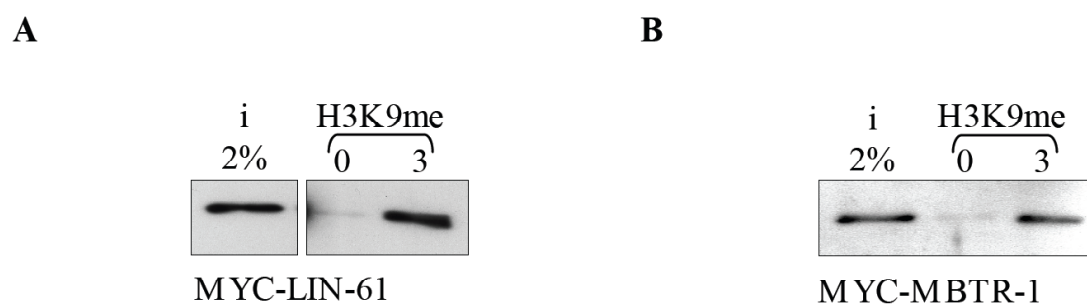 A
i H3K9me
2% 0 3
MYC-LIN-61
B
i H3K9me
2% 0 3
MYC-MBTR-1